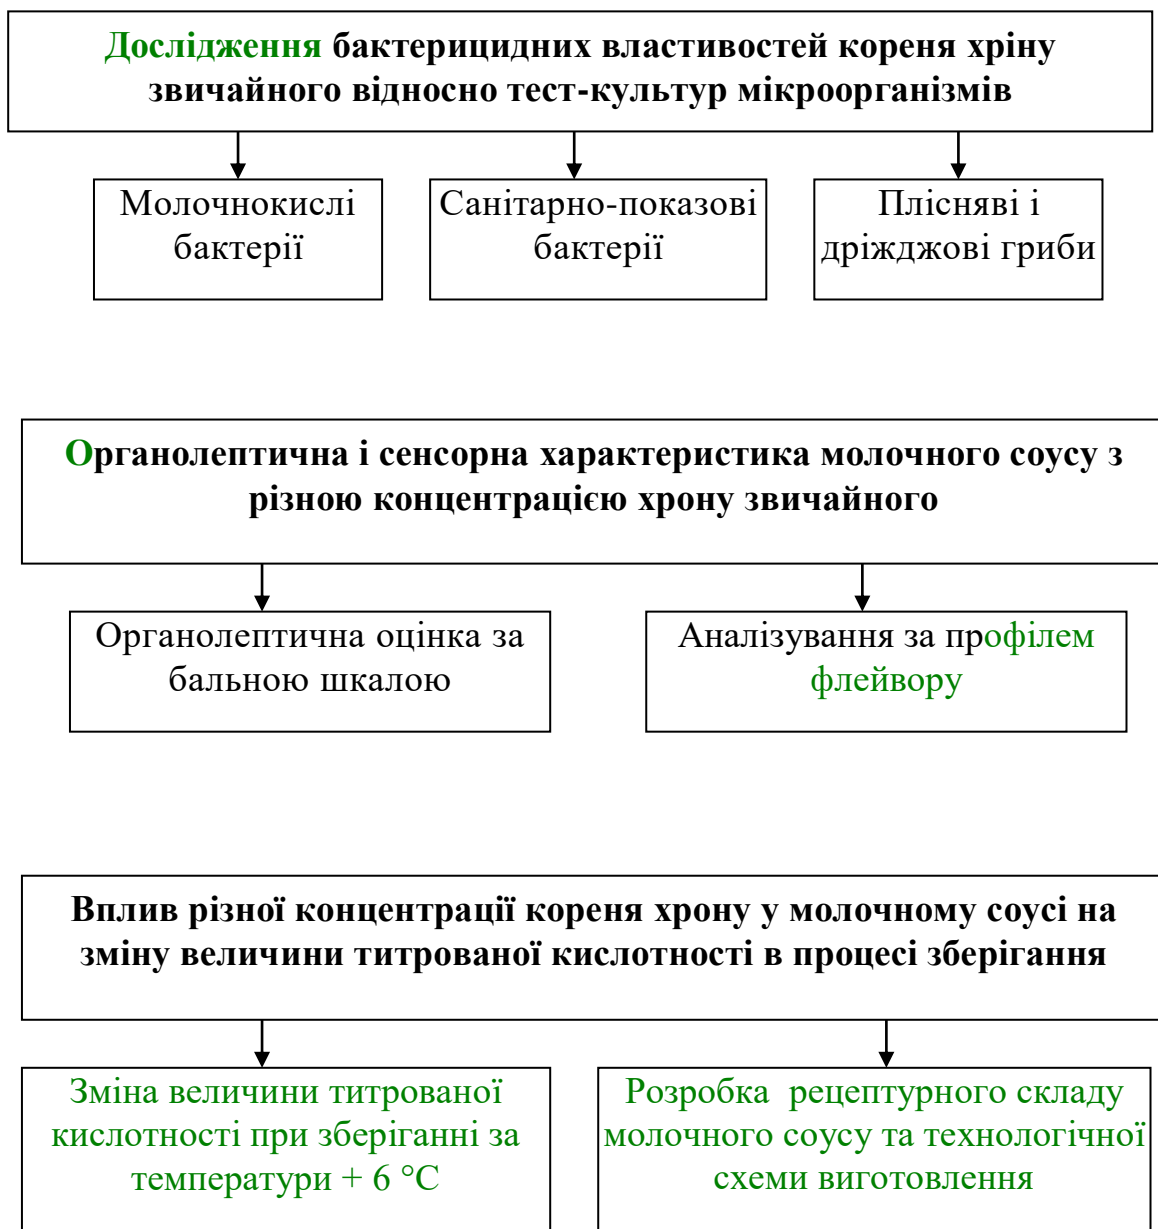 Дослідження бактерицидних властивостей кореня хріну
звичайного відносно тест-культур мікроорганізмів
Молочнокислі
бактерії
Санітарно-показові
бактерії
Плісняві і
дріжджові гриби
Органолептична і сенсорна характеристика молочного соусу з
різною концентрацією хрону звичайного
Органолептична оцінка за
бальною шкалою
Аналізування за профілем
флейвору
Вплив різної концентрації кореня хрону у молочному соусі на
зміну величини титрованої кислотності в процесі зберігання
Зміна величини титрованої
кислотності при зберіганні за
температури + 6 °С
Розробка  рецептурного складу
молочного соусу та технологічної
схеми виготовлення